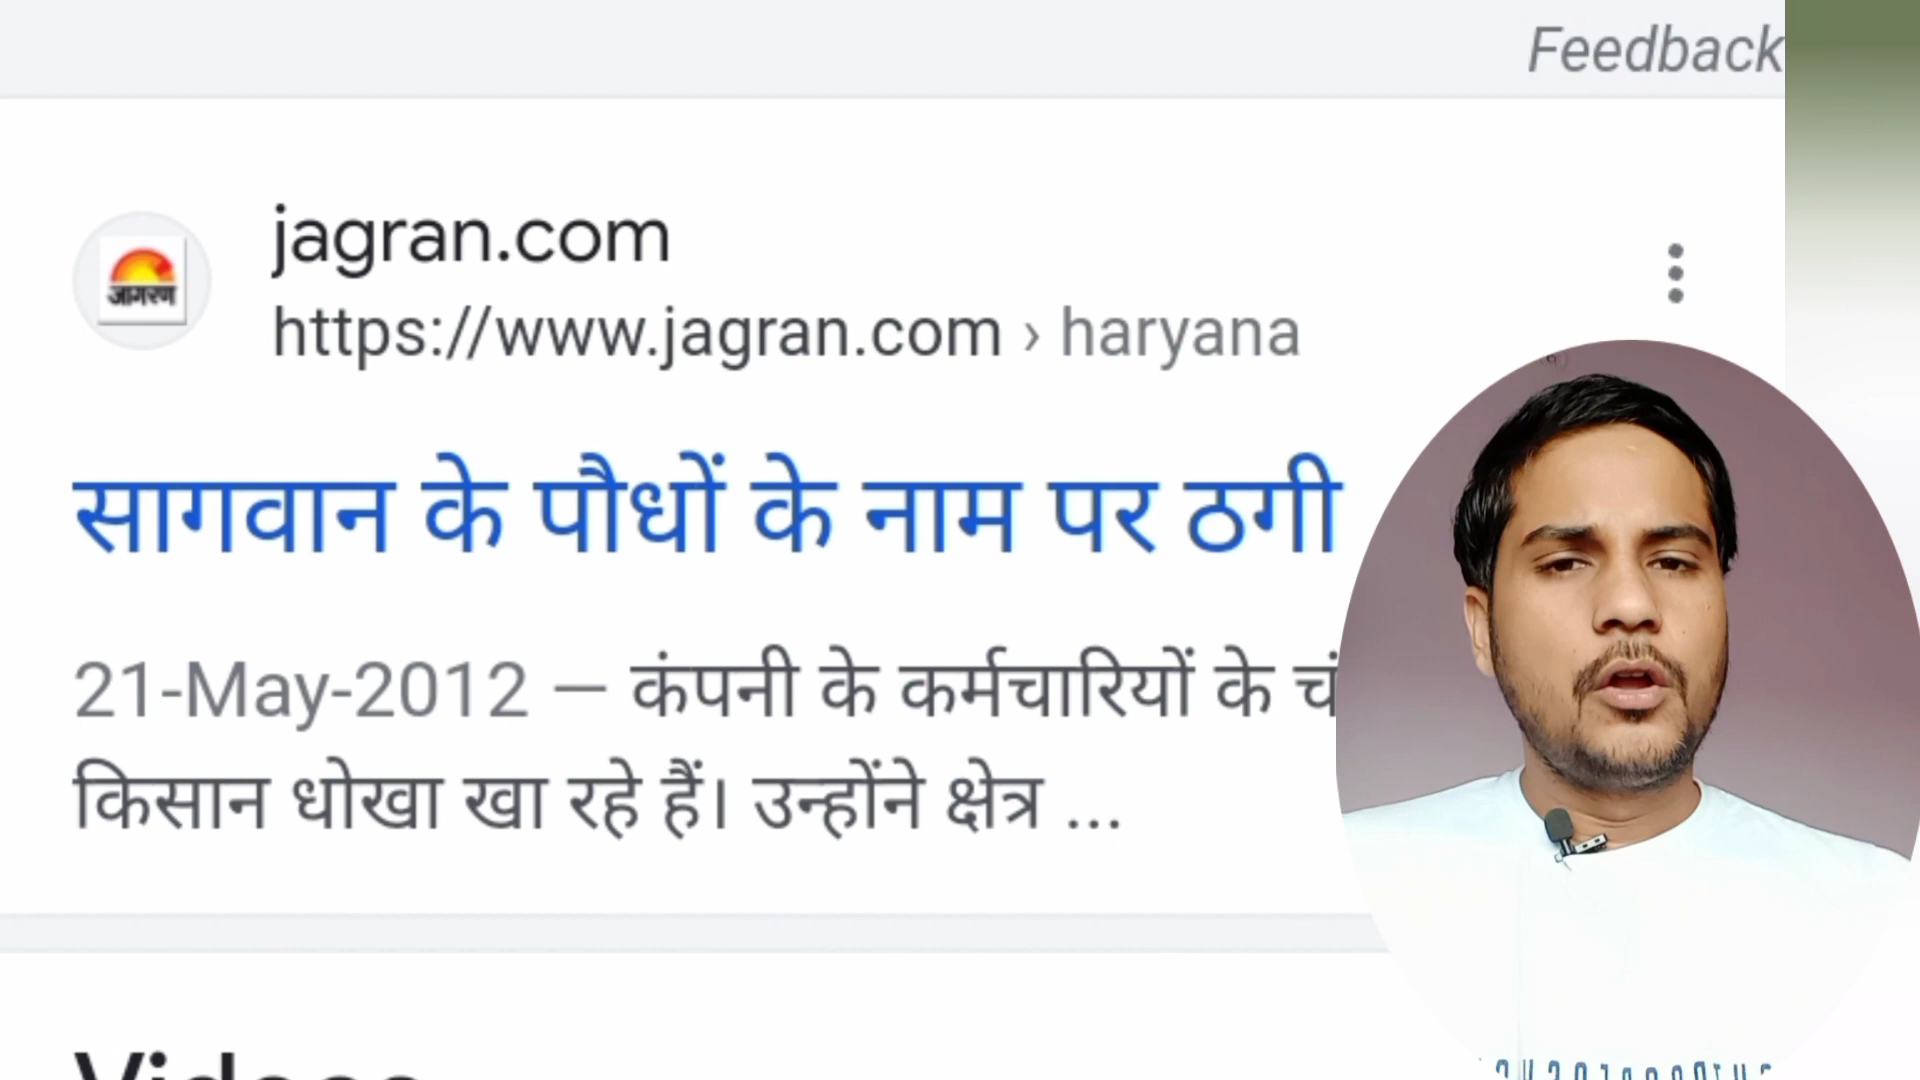 Feedback
jagran.com
जागरण
https://www.jagran.com › haryana
सागवान के पौधों के नाम पर ठगी
21-May-2012 — कंपनी के कर्मचारियों के
किसान धोखा खा रहे हैं। उन्होंने क्षेत्र ...
Videos